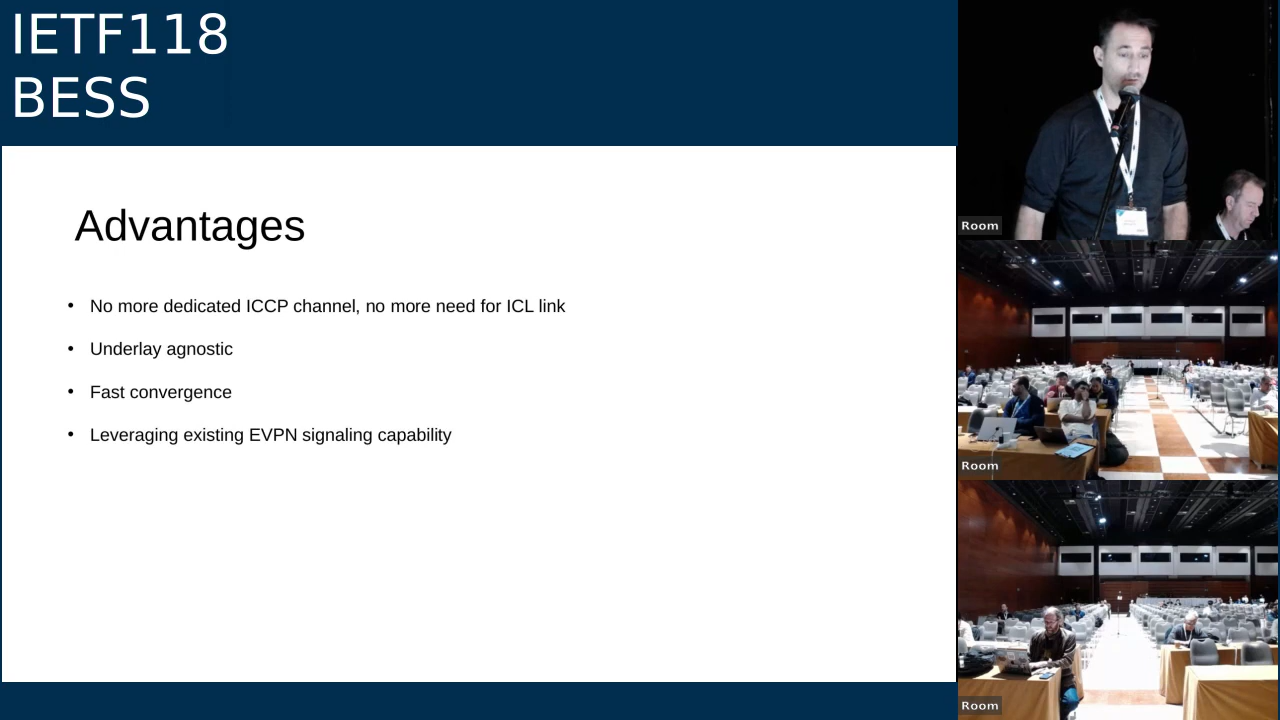 IETF118
BESS
Advantages
• No more dedicated ICCP channel, no more need for ICL link
• Underlay agnostic
• Fast convergence
• Leveraging existing EVPN signaling capability
Room
Room
Room